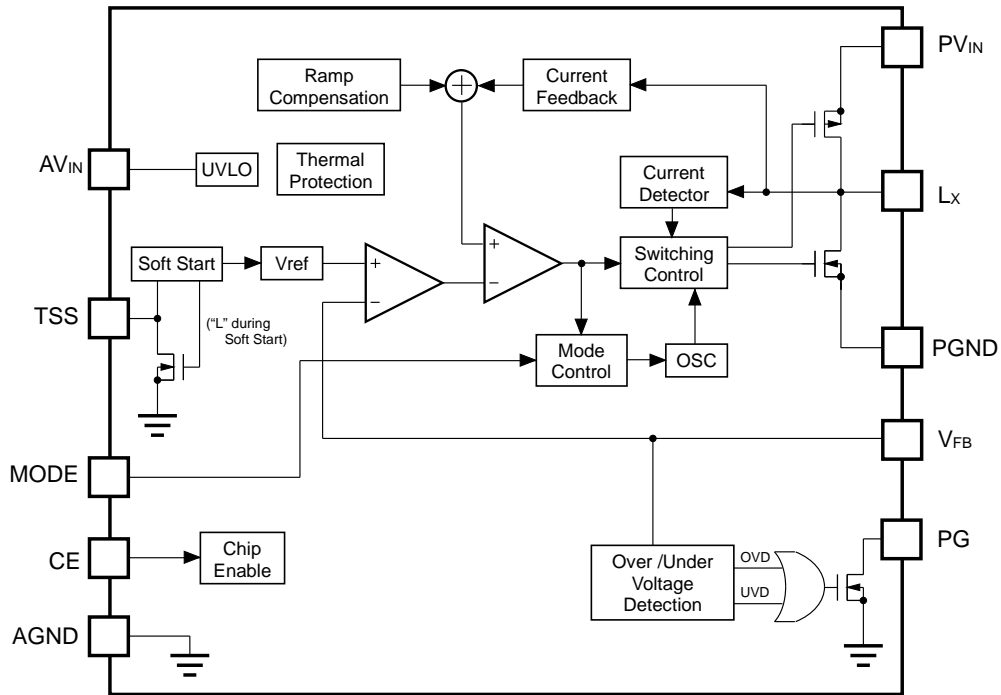 PVIN
Ramp
Compensation
+
Current
Feedback
AVIN
UVLO
Thermal
Protection
Current
Detector
LX
Soft Start
Vref
+
−
+
−
Switching
Control
TSS
(“L” during
Soft Start)
Mode
Control
OSC
PGND
MODE
VFB
CE
Chip
Enable
Over /Under
Voltage
Detection
OVD
UVD
PG
AGND